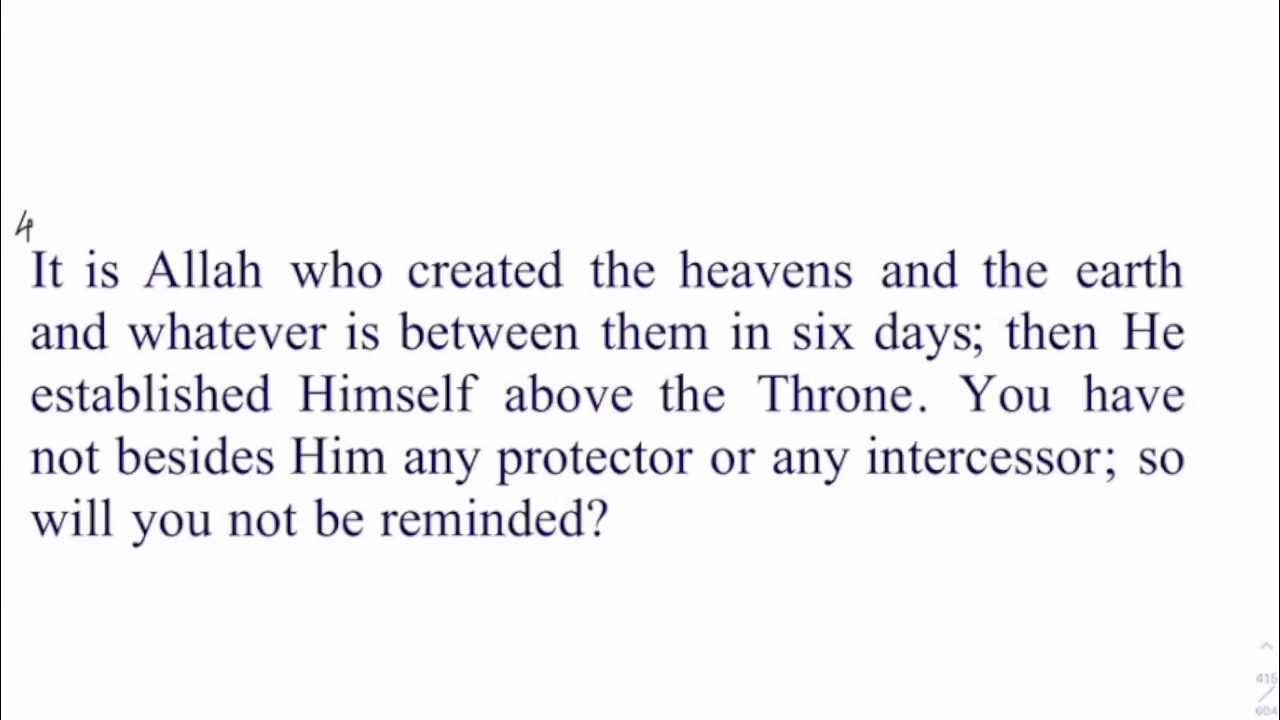 4
It is Allah who created the heavens and the earth
and whatever is between them in six days; then He
established Himself above the Throne. You have
not besides Him any protector or any intercessor; so
will you not be reminded?
415
604